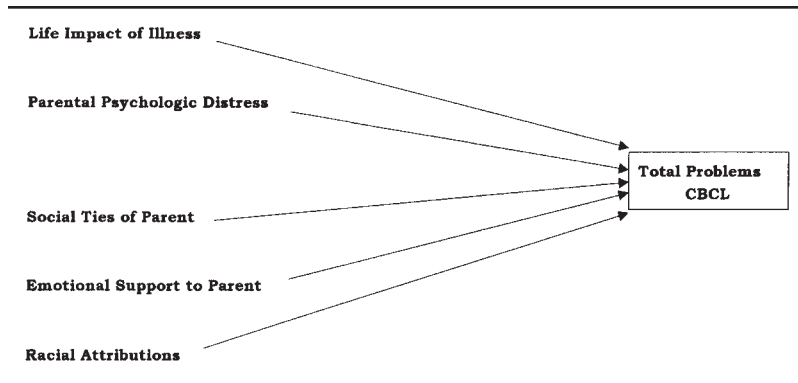 Life Impact of Illness
Parental Psychologic Distress
Total Problems
CBCL
Social Ties of Parent
Emotional Support to Parent
Racial Attributions